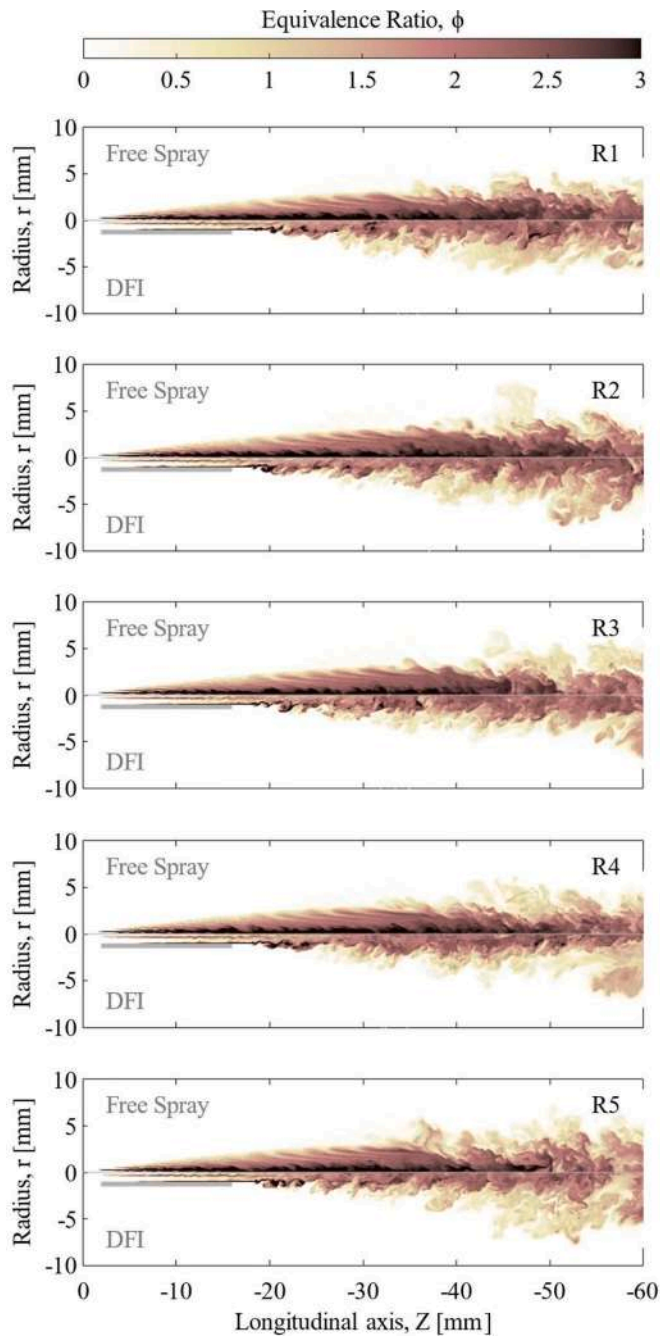 Equivalence Ratio, ϕ
0 0.5 1 1.5 2 2.5 3
10
Free Spray R1
5
0
-5
DFI
-10
Radius, r [mm]
10
Free Spray R2
5
0
-5
DFI
-10
Radius, r [mm]
10
Free Spray R3
5
0
-5
DFI
-10
Radius, r [mm]
10
Free Spray R4
5
0
-5
DFI
-10
Radius, r [mm]
10
Free Spray R5
5
0
-5
DFI
-10
Radius, r [mm]
0 -10 -20 -30 -40 -50 -60
Longitudinal axis, Z [mm]